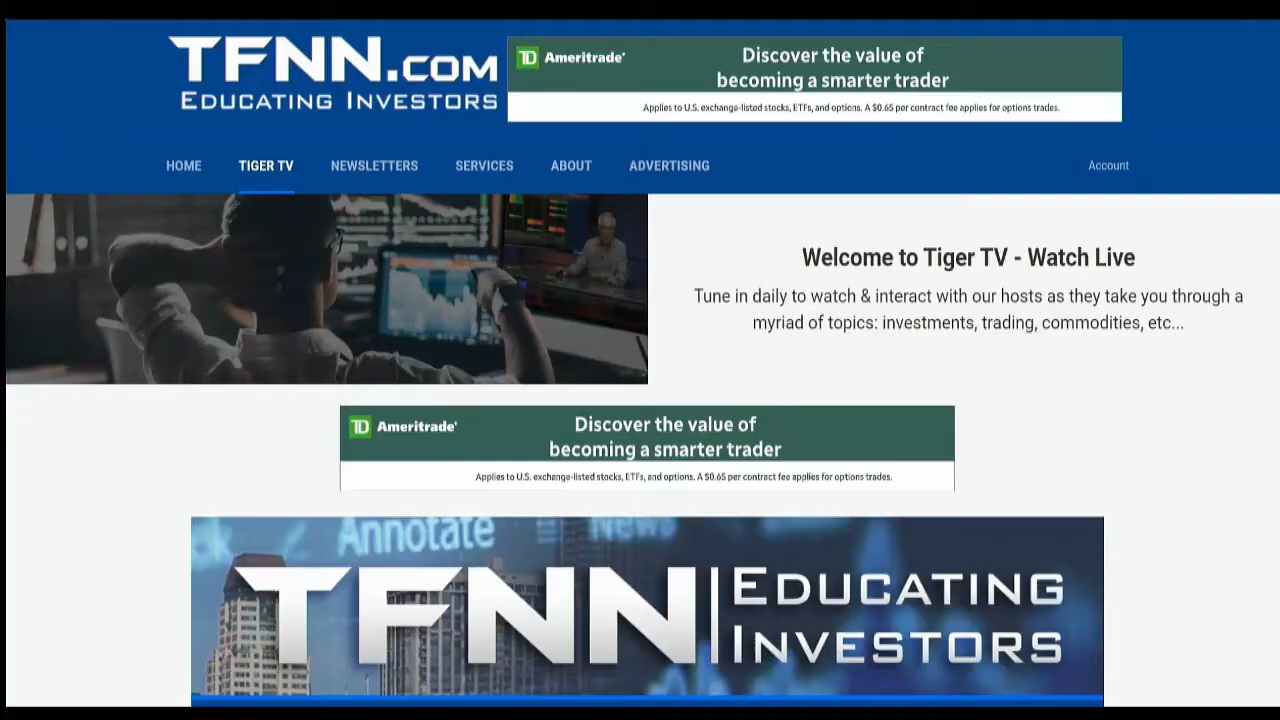 TFNN.COM
EDUCATING INVESTORS
TD Ameritrade
Discover the value of
becoming a smarter trader
Applies to U.S. exchange-listed stocks, ETFs, and options. A $0.65 per contract fee applies for options trades.
HOME TIGER TV NEWSLETTERS SERVICES ABOUT ADVERTISING Account
Welcome to Tiger TV - Watch Live
Tune in daily to watch & interact with our hosts as they take you through a
myriad of topics: investments, trading, commodities, etc...
TD Ameritrade
Discover the value of
becoming a smarter trader
Applies to U.S. exchange-listed stocks, ETFs, and options. A $0.65 per contract fee applies for options trades.
Annotate News
TFNN EDUCATING
INVESTORS